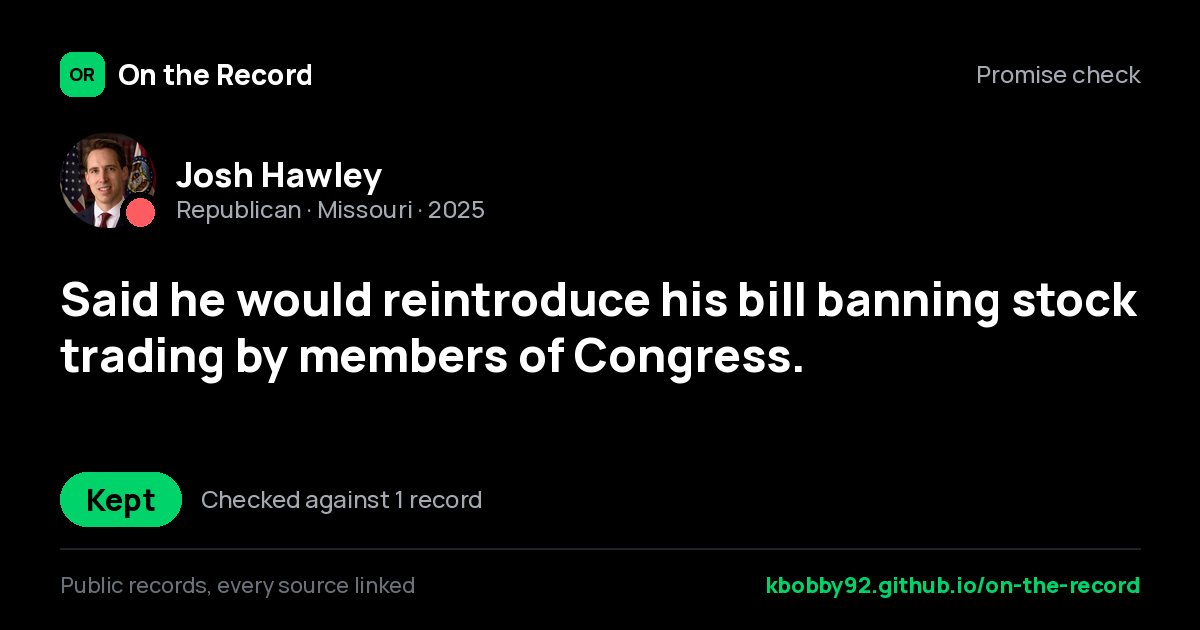 OR On the Record
Promise check
Josh Hawley
Republican · Missouri · 2025
Said he would reintroduce his bill banning stock
trading by members of Congress.
Kept Checked against 1 record
Public records, every source linked
kbobby92.github.io/on-the-record